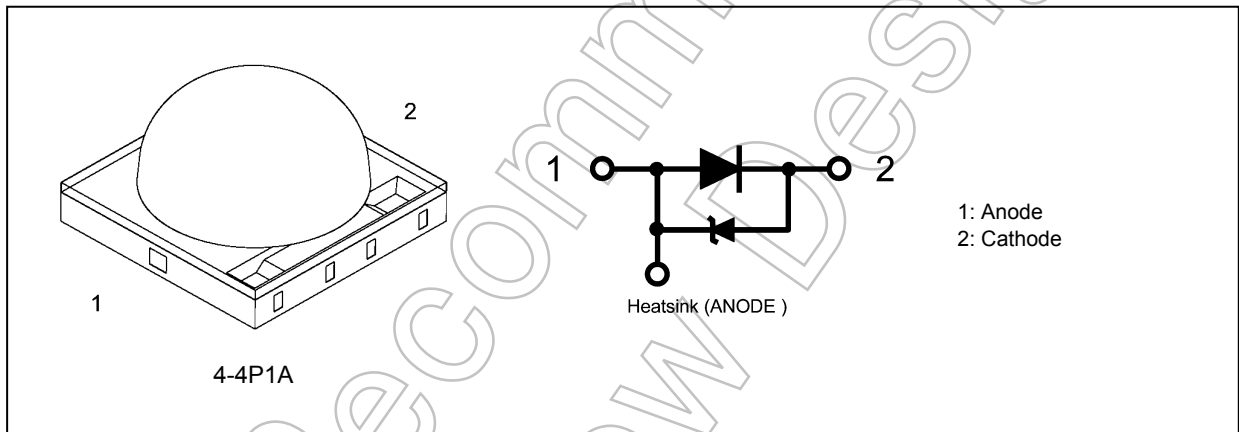 2
1
4-4P1A
1
2
Heatsink (ANODE )
1: Anode
2: Cathode